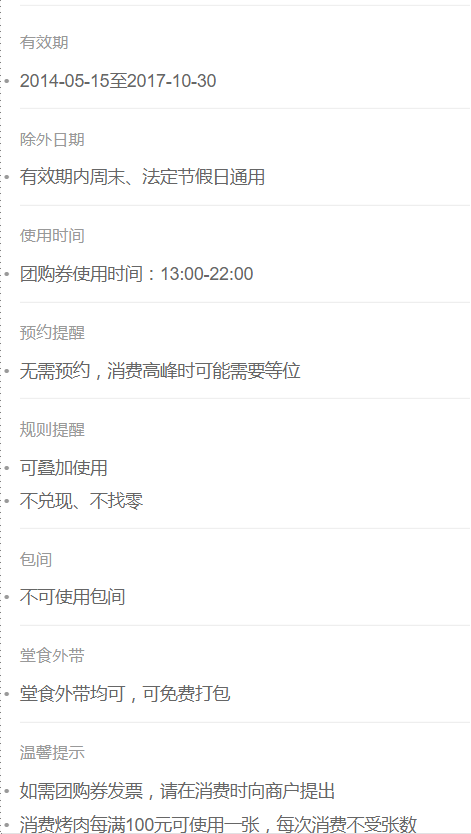 有效期
2014-05-15至2017-10-30
除外日期
有效期内周末、法定节假日通用
使用时间
团购券使用时间：13:00-22:00
预约提醒
无需预约，消费高峰时可能需要等位
规则提醒
可叠加使用
不兑现、不找零
包间
不可使用包间
堂食外带
堂食外带均可，可免费打包
温馨提示
如需团购券发票，请在消费时向商户提出
消费烤肉每满100元可使用一张，每次消费不受张数